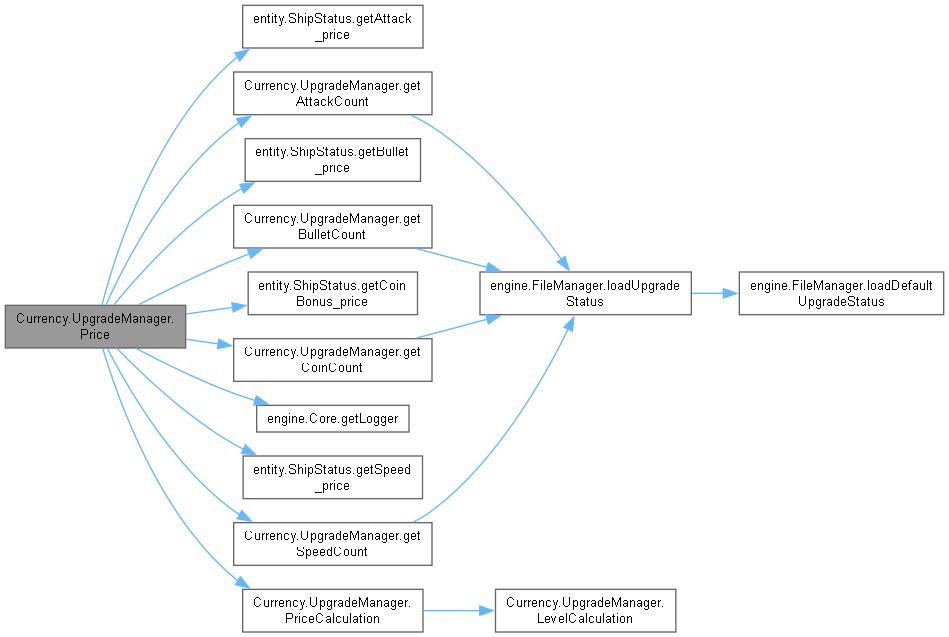 entity.ShipStatus.getAttack
_price
Currency.UpgradeManager.get
AttackCount
entity.ShipStatus.getBullet
_price
Currency.UpgradeManager.get
BulletCount
entity.ShipStatus.getCoin
Bonus_price
Currency.UpgradeManager.
Price
Currency.UpgradeManager.get
CoinCount
engine.Core.getLogger
entity.ShipStatus.getSpeed
_price
Currency.UpgradeManager.get
SpeedCount
Currency.UpgradeManager.
PriceCalculation
engine.FileManager.loadUpgrade
Status
engine.FileManager.loadDefault
UpgradeStatus
Currency.UpgradeManager.
LevelCalculation